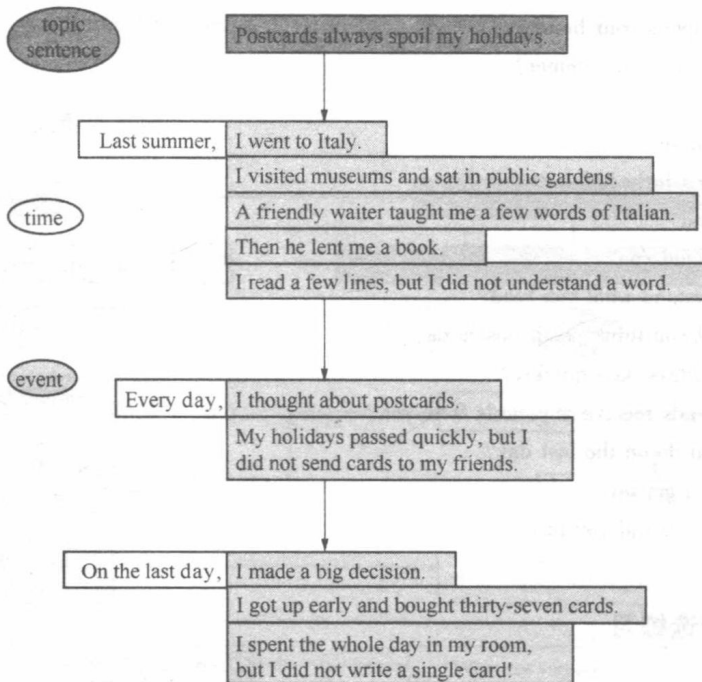 topic
sentence
Postcards always spoil my holidays.
Last summer, I went to Italy.
I visited museums and sat in public gardens.
time
A friendly waiter taught me a few words of Italian.
Then he lent me a book.
I read a few lines, but I did not understand a word.
event
Every day, I thought about postcards.
My holidays passed quickly, but I
did not send cards to my friends.
On the last day, I made a big decision.
I got up early and bought thirty-seven cards.
I spent the whole day in my room,
but I did not write a single card!